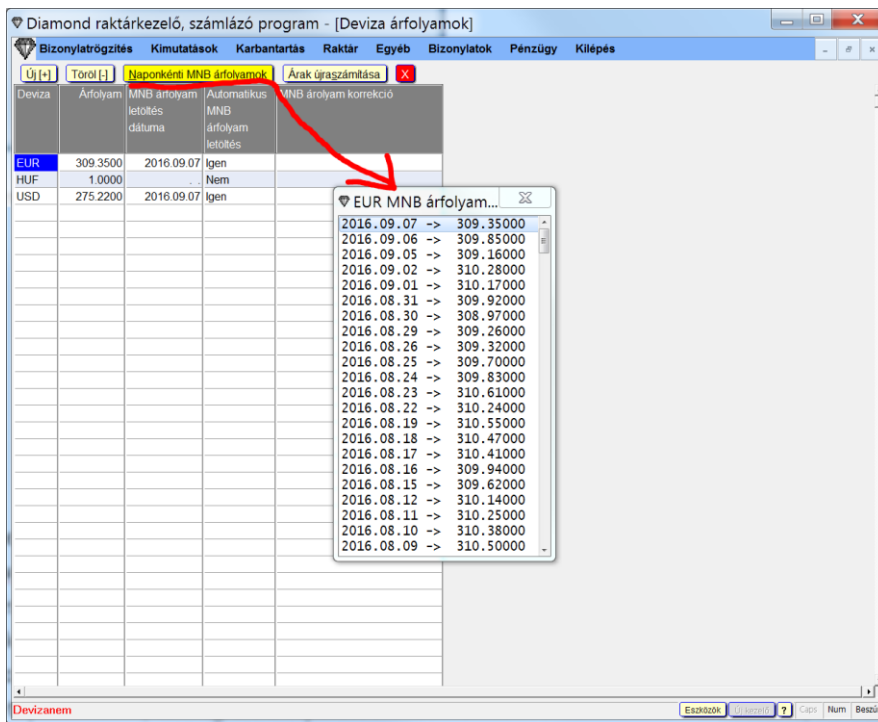 Diamond raktárkezelő, számlázó program - [Deviza árfolyamok]
Bizonylatrögzítés Kimutatások Karbantartás Raktár Egyéb Bizonylatok Pénzügy Kilépés
Új [+] Töröl [-] Naponkénti MNB árfolyamok Árak újraszámítása X
Deviza Árfolyam MNB árfolyam letöltés dátuma Automatikus MNB árfolyam letöltés MNB árolyam korrekció
EUR 309.3500 2016.09.07 Igen
HUF 1.0000 . . Nem
USD 275.2200 2016.09.07 Igen
EUR MNB árfolyam...
2016.09.07 -> 309.35000
2016.09.06 -> 309.85000
2016.09.05 -> 309.16000
2016.09.02 -> 310.28000
2016.09.01 -> 310.17000
2016.08.31 -> 309.92000
2016.08.30 -> 308.97000
2016.08.29 -> 309.26000
2016.08.26 -> 309.32000
2016.08.25 -> 309.70000
2016.08.24 -> 309.83000
2016.08.23 -> 310.61000
2016.08.22 -> 310.24000
2016.08.19 -> 310.55000
2016.08.18 -> 310.47000
2016.08.17 -> 310.41000
2016.08.16 -> 309.94000
2016.08.15 -> 309.62000
2016.08.12 -> 310.14000
2016.08.11 -> 310.25000
2016.08.10 -> 310.38000
2016.08.09 -> 310.50000
Devizanem Eszközök Új kezelő ? Caps Num Beszú